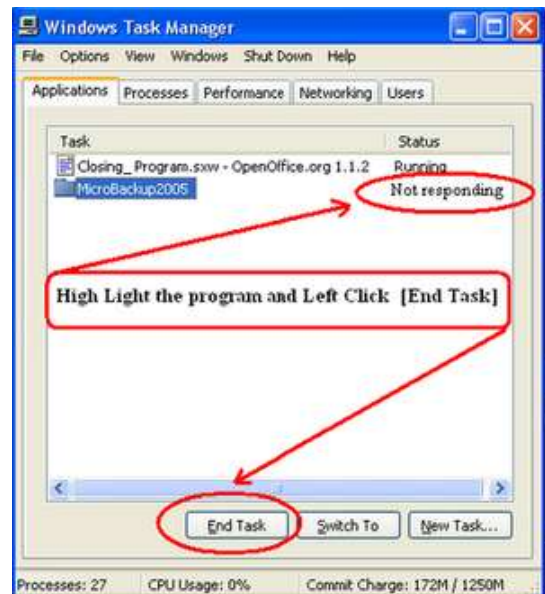 Windows Task Manager
File Options View Windows Shut Down Help
Applications Processes Performance Networking Users
Task Status
Closing_ Program.sxw - OpenOffice.org 1.1.2 Running
MicroBackup2005 Not responding
High Light the program and Left Click [End Task]
End Task Switch To New Task...
Processes: 27 CPU Usage: 0% Commit Charge: 172M / 1250M